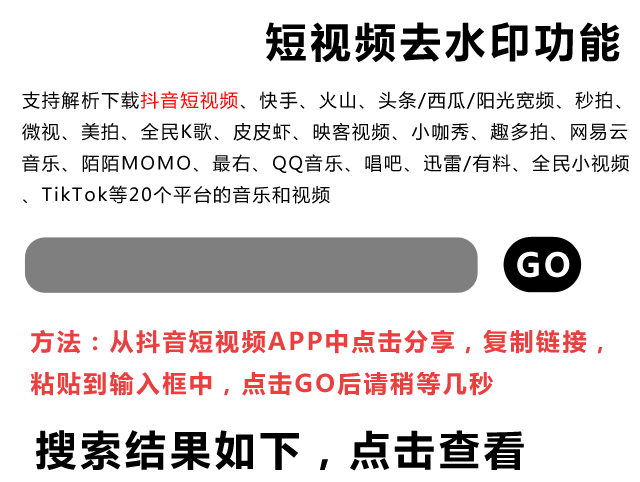 短视频去水印功能
支持解析下载抖音短视频、快手、火山、头条/西瓜/阳光宽频、秒拍、
微视、美拍、全民K歌、皮皮虾、映客视频、小咖秀、趣多拍、网易云
音乐、陌陌MOMO、最右、QQ音乐、唱吧、迅雷/有料、全民小视频
、TikTok等20个平台的音乐和视频
GO
方法：从抖音短视频APP中点击分享，复制链接，
粘贴到输入框中，点击GO后请稍等几秒
搜索结果如下，点击查看